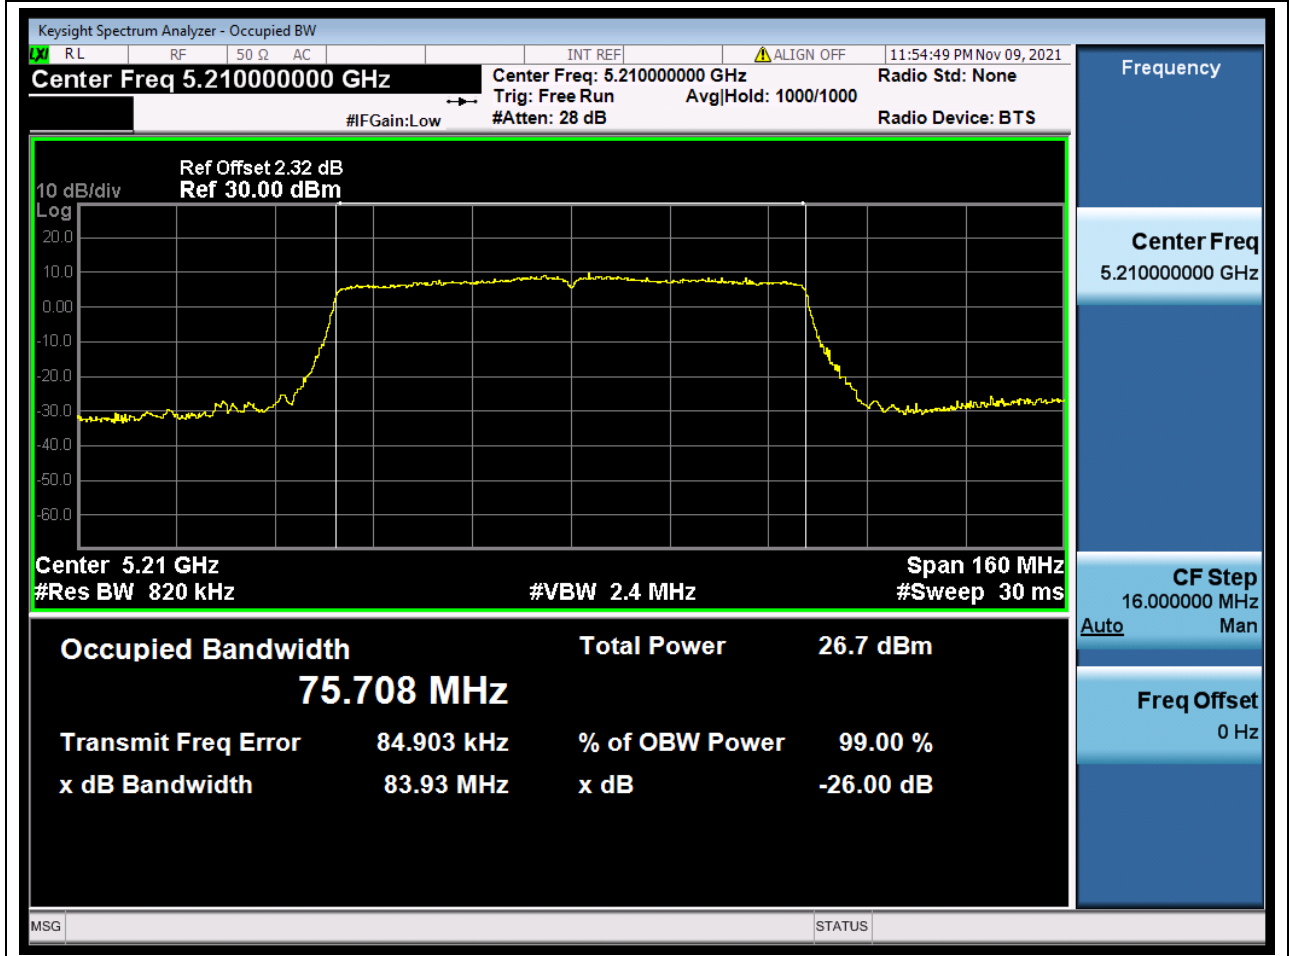 Keysight Spectrum Analyzer - Occupied BW
LXI RL RF 50 Ω AC INT REF ALIGN OFF 11:54:49 PM Nov 09, 2021
Center Freq 5.210000000 GHz
Center Freq: 5.210000000 GHz
Radio Std: None
Trig: Free Run Avg|Hold: 1000/1000
#IFGain:Low
#Atten: 28 dB
Radio Device: BTS
Ref Offset 2.32 dB
10 dB/div Ref 30.00 dBm
Log
20.0
10.0
0.00
-10.0
-20.0
-30.0
-40.0
-50.0
-60.0
Center 5.21 GHz Span 160 MHz
#Res BW 820 kHz #VBW 2.4 MHz #Sweep 30 ms
Occupied Bandwidth Total Power 26.7 dBm
75.708 MHz
Transmit Freq Error 84.903 kHz % of OBW Power 99.00 %
x dB Bandwidth 83.93 MHz x dB -26.00 dB
Frequency
Center Freq
5.210000000 GHz
CF Step
16.000000 MHz
Auto Man
Freq Offset
0 Hz
MSG STATUS